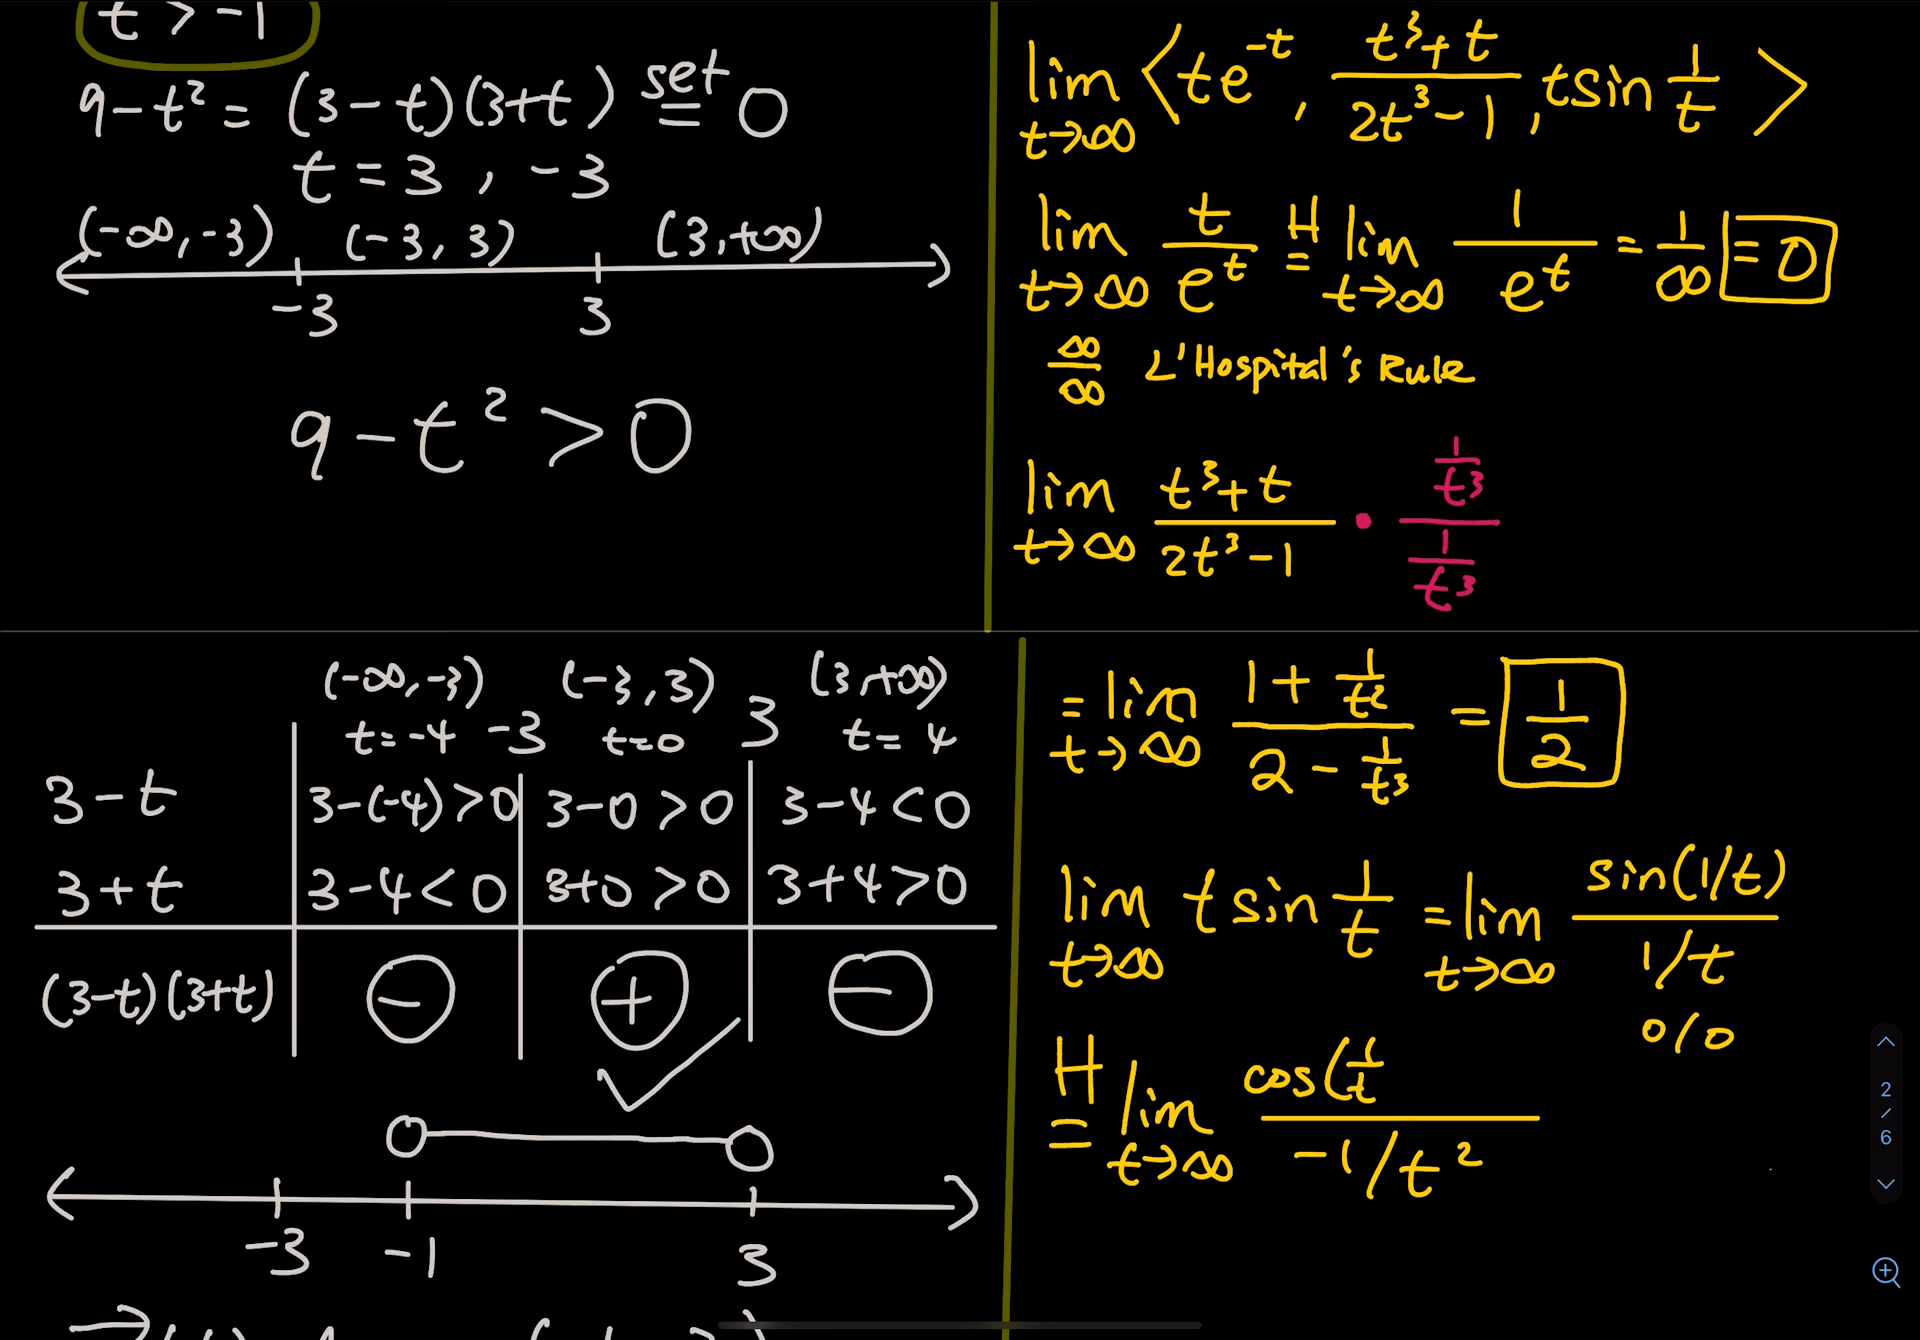 t > -1
9 - t² = (3 - t)(3 + t) set = 0
t = 3, -3
(-∞, -3) (-3, 3) (3, +∞)
-3 3
9 - t² > 0
(-∞, -3) (-3, 3) (3, +∞)
t = -4 -3 t = 0 3 t = 4
3 - t 3 - (-4) > 0 3 - 0 > 0 3 - 4 < 0
3 + t 3 - 4 < 0 3 + 0 > 0 3 + 4 > 0
(3 - t)(3 + t) - + -
-3 -1 3
lim t→∞ ⟨te^-t, (t³ + t)/(2t³ - 1), t sin 1/t⟩
lim t→∞ t/e^t H= lim t→∞ 1/e^t = 1/∞ = 0
∞/∞ L'Hospital's Rule
lim t→∞ (t³ + t)/(2t³ - 1) · (1/t³)/(1/t³)
= lim t→∞ (1 + 1/t²)/(2 - 1/t³) = 1/2
lim t→∞ t sin 1/t = lim t→∞ sin(1/t)/(1/t)
0/0
H= lim t→∞ cos(1/t / -1/t²
2 / 6